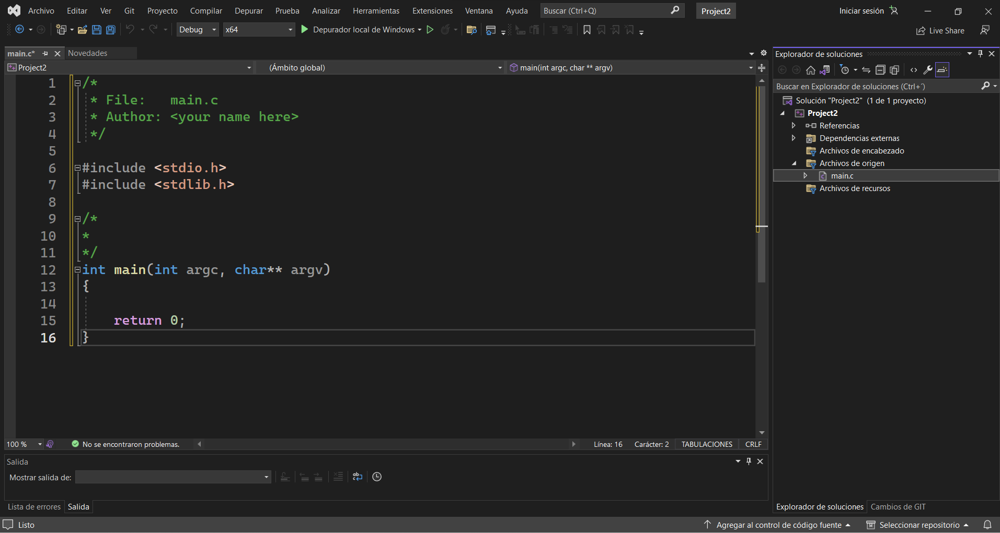 Archivo Editar Ver Git Proyecto Compilar Depurar Prueba Analizar Herramientas Extensiones Ventana Ayuda Buscar (Ctrl+Q) Project2 Iniciar sesión
Debug x64 Depurador local de Windows Live Share
main.c* Novedades
Project2 (Ámbito global) main(int argc, char ** argv)
1 /*
2 * File:   main.c
3 * Author: <your name here>
4 */
5
6 #include <stdio.h>
7 #include <stdlib.h>
8
9 /*
10 *
11 */
12 int main(int argc, char** argv)
13 {
14
15 return 0;
16 }
100 % No se encontraron problemas. Línea: 16 Carácter: 2 TABULACIONES CRLF
Salida
Mostrar salida de:
Lista de errores Salida
Explorador de soluciones
Buscar en Explorador de soluciones (Ctrl+´)
Solución "Project2" (1 de 1 proyecto)
Project2
Referencias
Dependencias externas
Archivos de encabezado
Archivos de origen
main.c
Archivos de recursos
Explorador de soluciones Cambios de GIT
Listo Agregar al control de código fuente Seleccionar repositorio